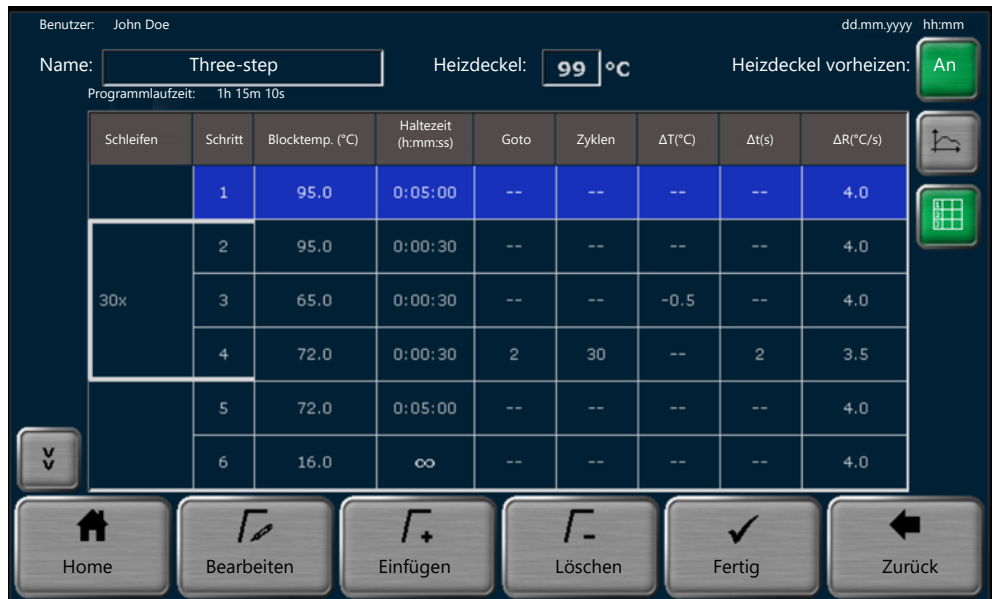 Benutzer: John Doe dd.mm.yyyy hh:mm
Name: Three-step Heizdeckel: 99 °C Heizdeckel vorheizen: An
Programmlaufzeit: 1h 15m 10s
Schleifen Schritt Blocktemp. (°C) Haltezeit (h:mm:ss) Goto Zyklen ΔT(°C) Δt(s) ΔR(°C/s)
1 95.0 0:05:00 -- -- -- -- 4.0
2 95.0 0:00:30 -- -- -- -- 4.0
30x 3 65.0 0:00:30 -- -- -0.5 -- 4.0
4 72.0 0:00:30 2 30 -- 2 3.5
5 72.0 0:05:00 -- -- -- -- 4.0
6 16.0 ∞ -- -- -- -- 4.0
Home Bearbeiten Einfügen Löschen Fertig Zurück